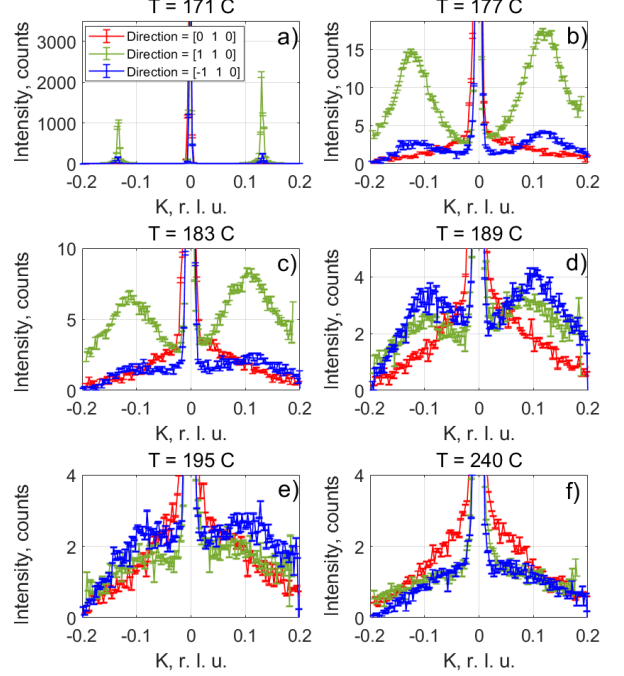 T = 171 C
T = 177 C
a)
Direction = [0 1 0]
Direction = [1 1 0]
Direction = [-1 1 0]
Intensity, counts
3000
2000
1000
0
-0.2 -0.1 0 0.1 0.2
K, r. l. u.
b)
Intensity, counts
15
10
5
0
-0.2 -0.1 0 0.1 0.2
K, r. l. u.
T = 183 C
T = 189 C
c)
Intensity, counts
10
5
0
-0.2 -0.1 0 0.1 0.2
K, r. l. u.
d)
Intensity, counts
4
2
0
-0.2 -0.1 0 0.1 0.2
K, r. l. u.
T = 195 C
T = 240 C
e)
Intensity, counts
4
2
0
-0.2 -0.1 0 0.1 0.2
K, r. l. u.
f)
Intensity, counts
4
2
0
-0.2 -0.1 0 0.1 0.2
K, r. l. u.